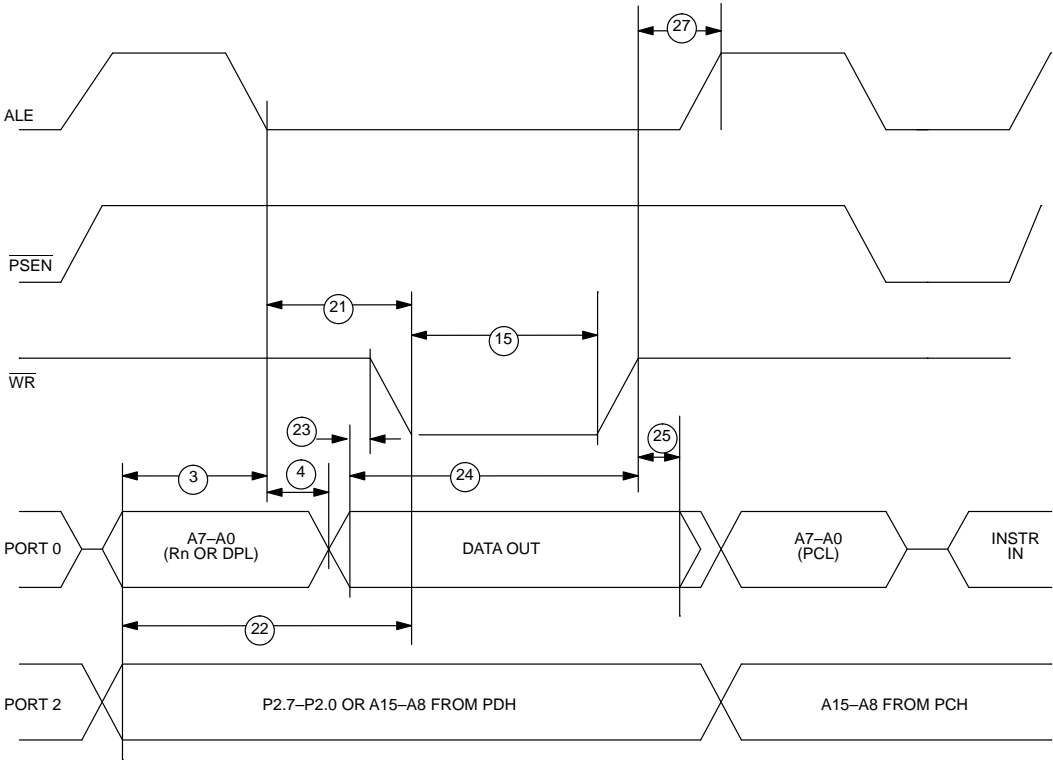 27
ALE
PSEN
21
15
WR
23
25
3
4
24
PORT 0
A7–A0
(Rn OR DPL)
DATA OUT
A7–A0
(PCL)
INSTR
IN
22
PORT 2
P2.7–P2.0 OR A15–A8 FROM PDH
A15–A8 FROM PCH